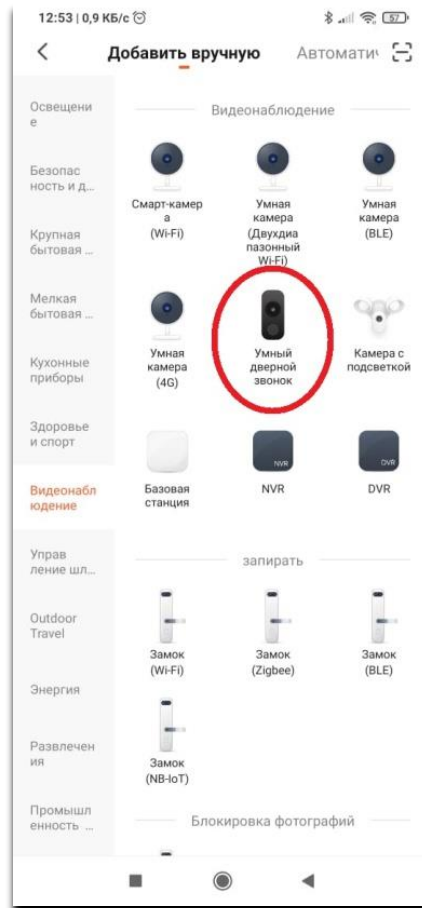 12:53 | 0,9 КБ/с
57
Добавить вручную
Автоматич
Освещени
е
Безопас
ность и д...
Крупная
бытовая ...
Мелкая
бытовая ...
Кухонные
приборы
Здоровье
и спорт
Видеонабл
юдение
Управ
ление шл...
Outdoor
Travel
Энергия
Развлечен
ия
Промышл
енность ...
Видеонаблюдение
Смарт-камер
а
(Wi-Fi)
Умная
камера
(Двухдиа
пазонный
Wi-Fi)
Умная
камера
(BLE)
Умная
камера
(4G)
Умный
дверной
звонок
Камера с
подсветкой
Базовая
станция
NVR
NVR
DVR
DVR
запирать
Замок
(Wi-Fi)
Замок
(Zigbee)
Замок
(BLE)
Замок
(NB-IoT)
Блокировка фотографий